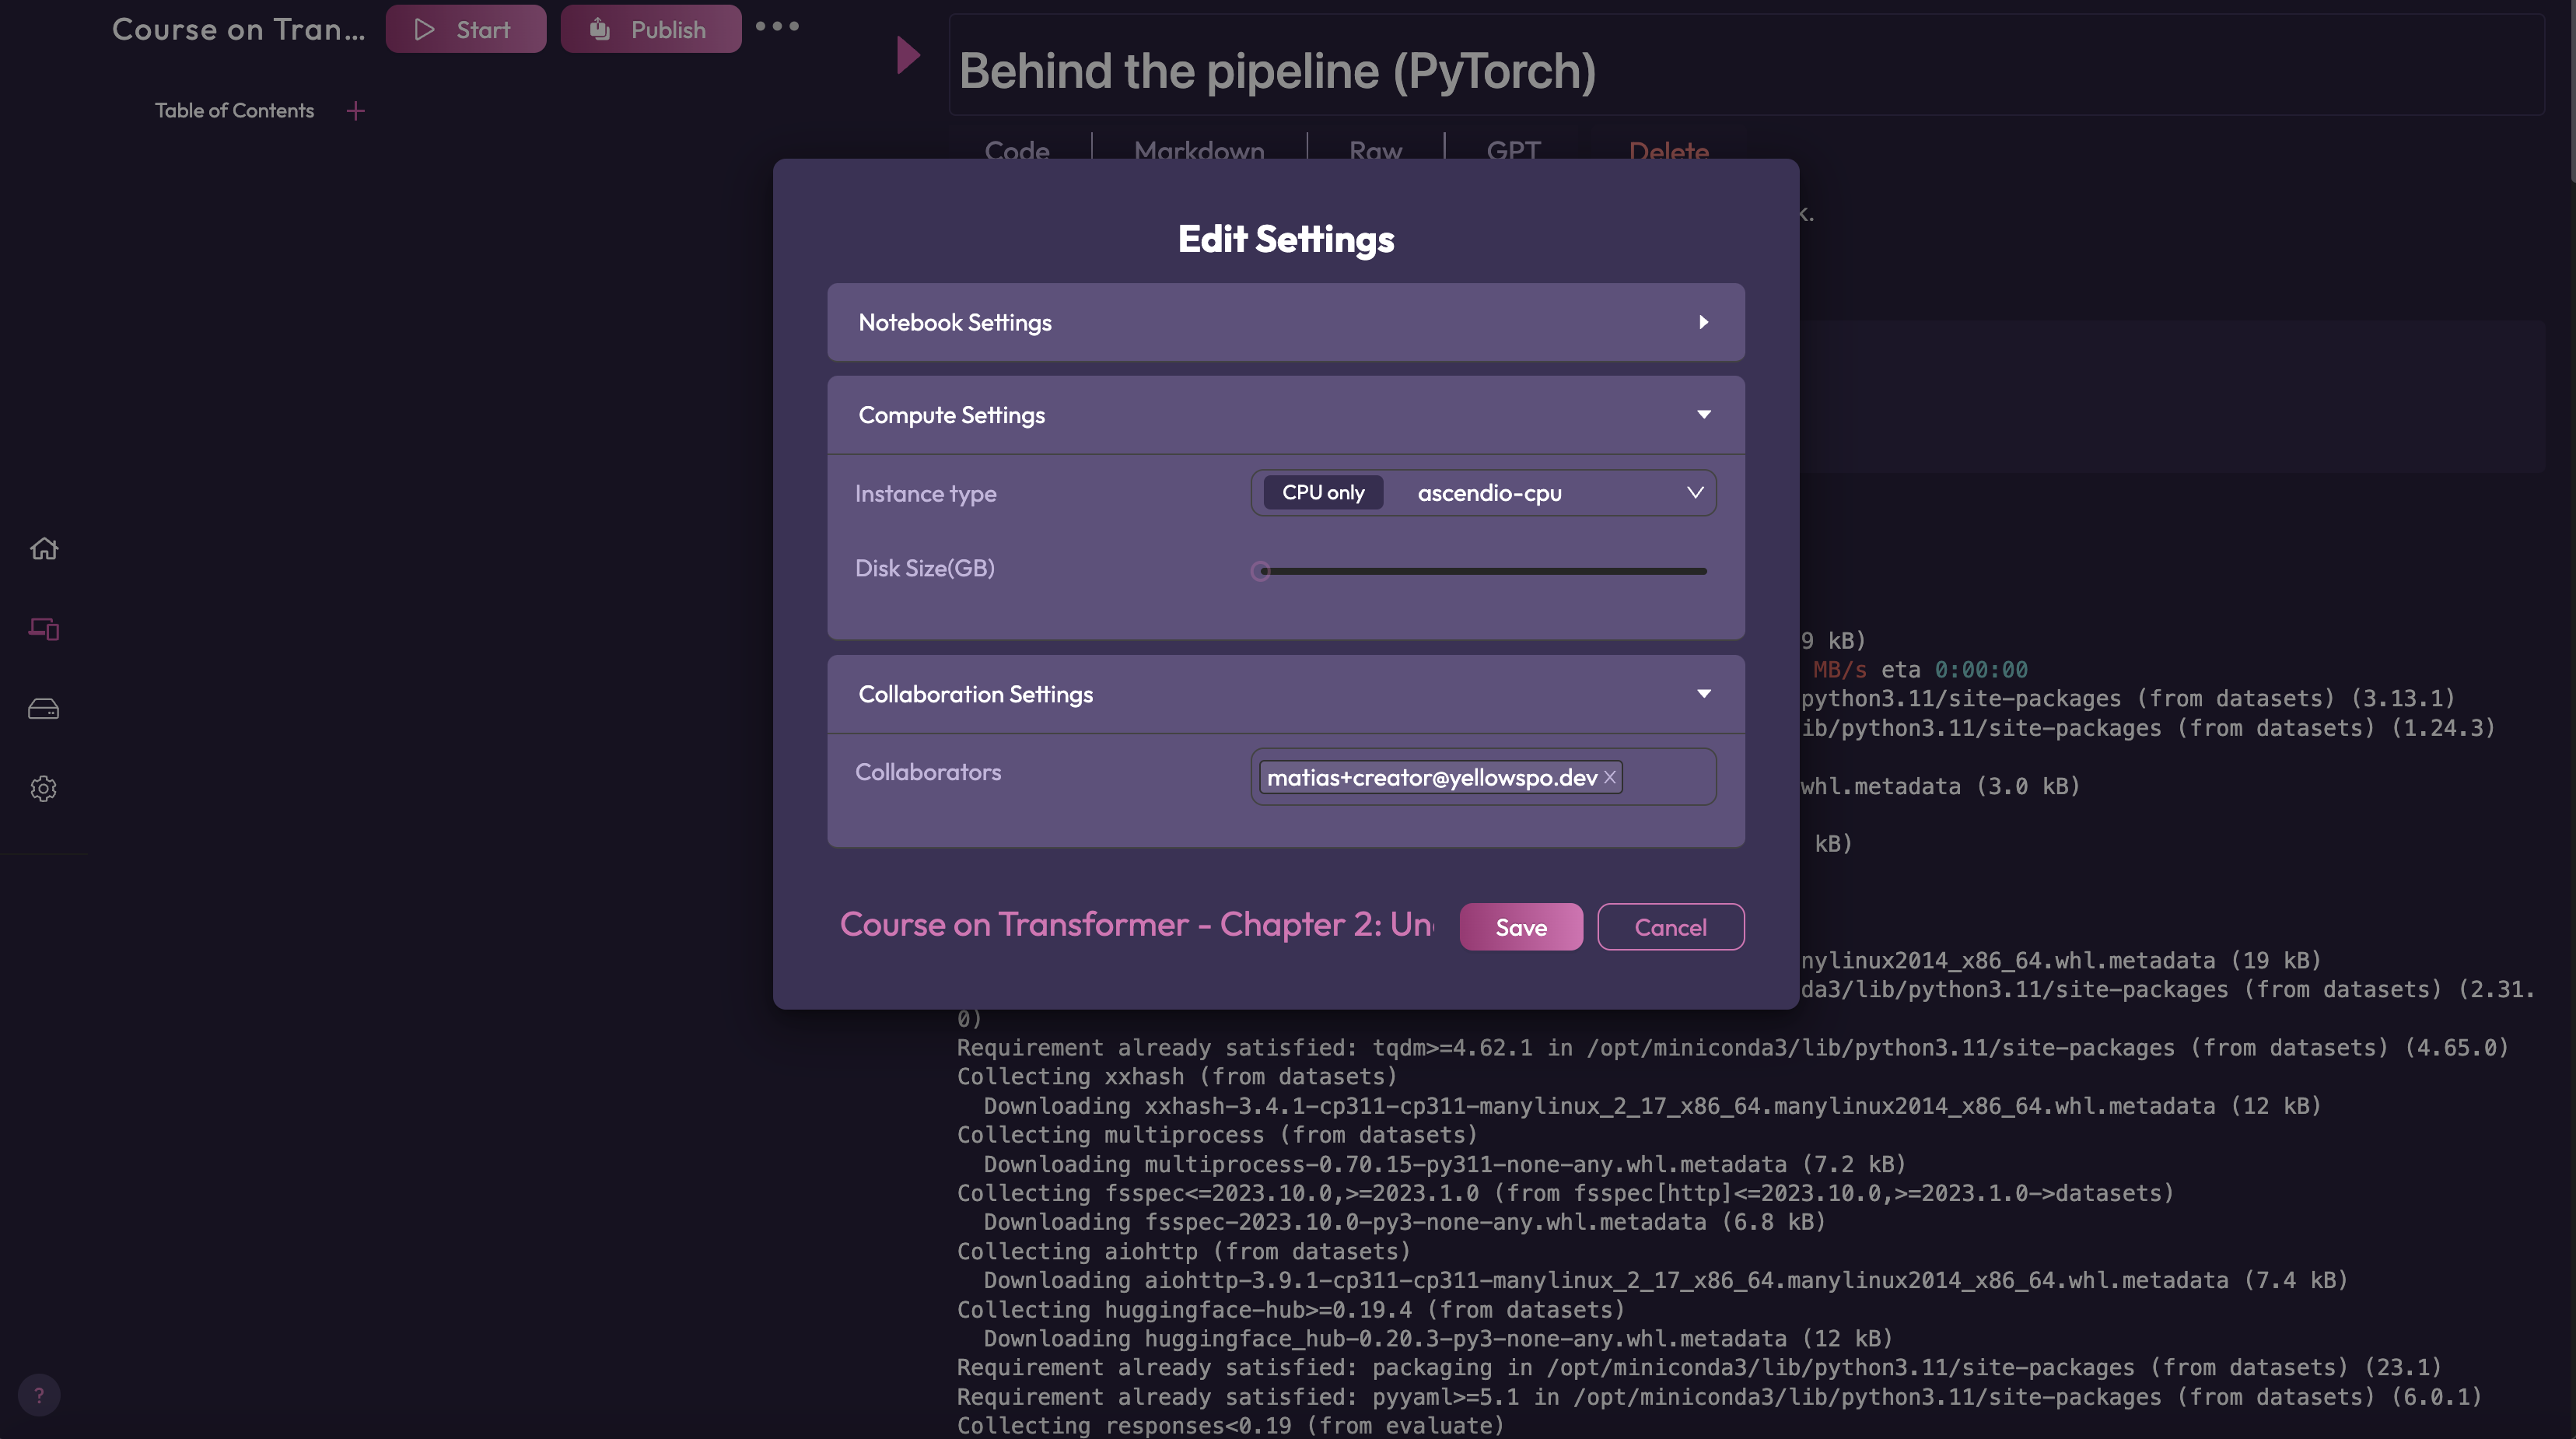 Course on Tran...
Start
Publish
Table of Contents
Behind the pipeline (PyTorch)
Code
Markdown
Raw
GPT
Delete
k.
Edit Settings
Notebook Settings
Compute Settings
Instance type
CPU only
ascendio-cpu
Disk Size(GB)
Collaboration Settings
Collaborators
matias+creator@yellowspo.dev
Course on Transformer - Chapter 2: Un
Save
Cancel
9 kB)
MB/s eta 0:00:00
python3.11/site-packages (from datasets) (3.13.1)
ib/python3.11/site-packages (from datasets) (1.24.3)
whl.metadata (3.0 kB)
kB)
nylinux2014_x86_64.whl.metadata (19 kB)
da3/lib/python3.11/site-packages (from datasets) (2.31.
0)
Requirement already satisfied: tqdm>=4.62.1 in /opt/miniconda3/lib/python3.11/site-packages (from datasets) (4.65.0)
Collecting xxhash (from datasets)
Downloading xxhash-3.4.1-cp311-cp311-manylinux_2_17_x86_64.manylinux2014_x86_64.whl.metadata (12 kB)
Collecting multiprocess (from datasets)
Downloading multiprocess-0.70.15-py311-none-any.whl.metadata (7.2 kB)
Collecting fsspec<=2023.10.0,>=2023.1.0 (from fsspec[http]<=2023.10.0,>=2023.1.0->datasets)
Downloading fsspec-2023.10.0-py3-none-any.whl.metadata (6.8 kB)
Collecting aiohttp (from datasets)
Downloading aiohttp-3.9.1-cp311-cp311-manylinux_2_17_x86_64.manylinux2014_x86_64.whl.metadata (7.4 kB)
Collecting huggingface-hub>=0.19.4 (from datasets)
Downloading huggingface_hub-0.20.3-py3-none-any.whl.metadata (12 kB)
Requirement already satisfied: packaging in /opt/miniconda3/lib/python3.11/site-packages (from datasets) (23.1)
Requirement already satisfied: pyyaml>=5.1 in /opt/miniconda3/lib/python3.11/site-packages (from datasets) (6.0.1)
Collecting responses<0.19 (from evaluate)
?